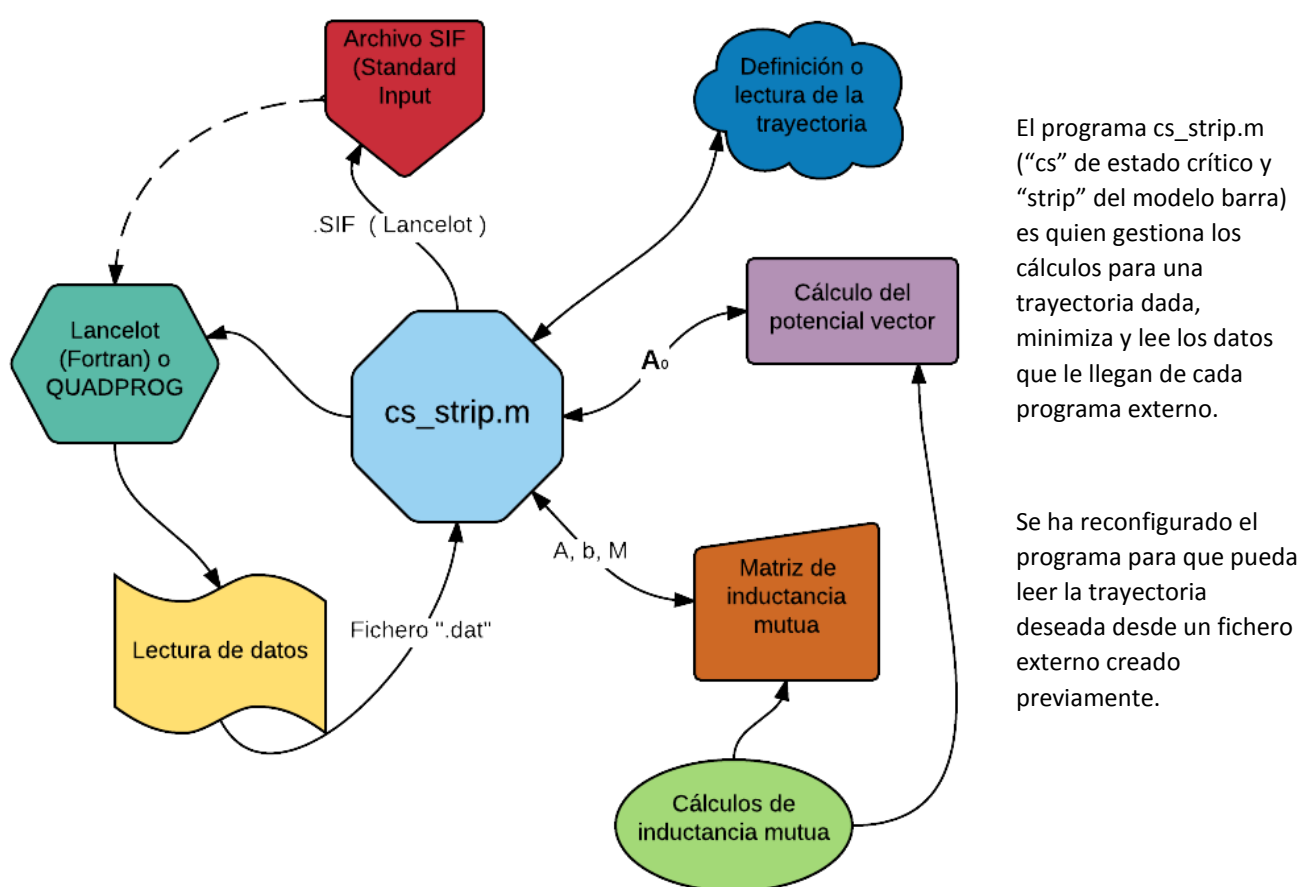 Archivo SIF
(Standard
Input
Definición o
lectura de la
trayectoria
.SIF ( Lancelot )
Lancelot
(Fortran) o
QUADPROG
cs_strip.m
Cálculo del
potencial vector
A₀
A, b, M
Matriz de
inductancia
mutua
Fichero ".dat"
Lectura de datos
Cálculos de
inductancia mutua
El programa cs_strip.m
(“cs” de estado crítico y
“strip” del modelo barra)
es quien gestiona los
cálculos para una
trayectoria dada,
minimiza y lee los datos
que le llegan de cada
programa externo.
Se ha reconfigurado el
programa para que pueda
leer la trayectoria
deseada desde un fichero
externo creado
previamente.